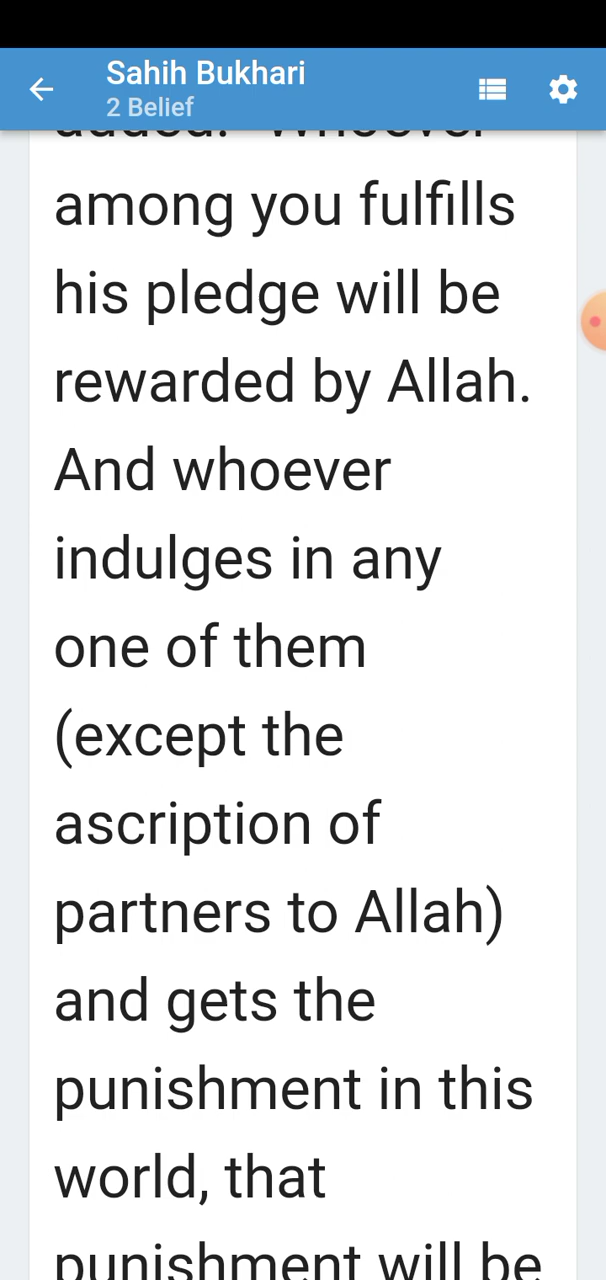 Sahih Bukhari
2 Belief
added: "Whoever
among you fulfills
his pledge will be
rewarded by Allah.
And whoever
indulges in any
one of them
(except the
ascription of
partners to Allah)
and gets the
punishment in this
world, that
punishment will be